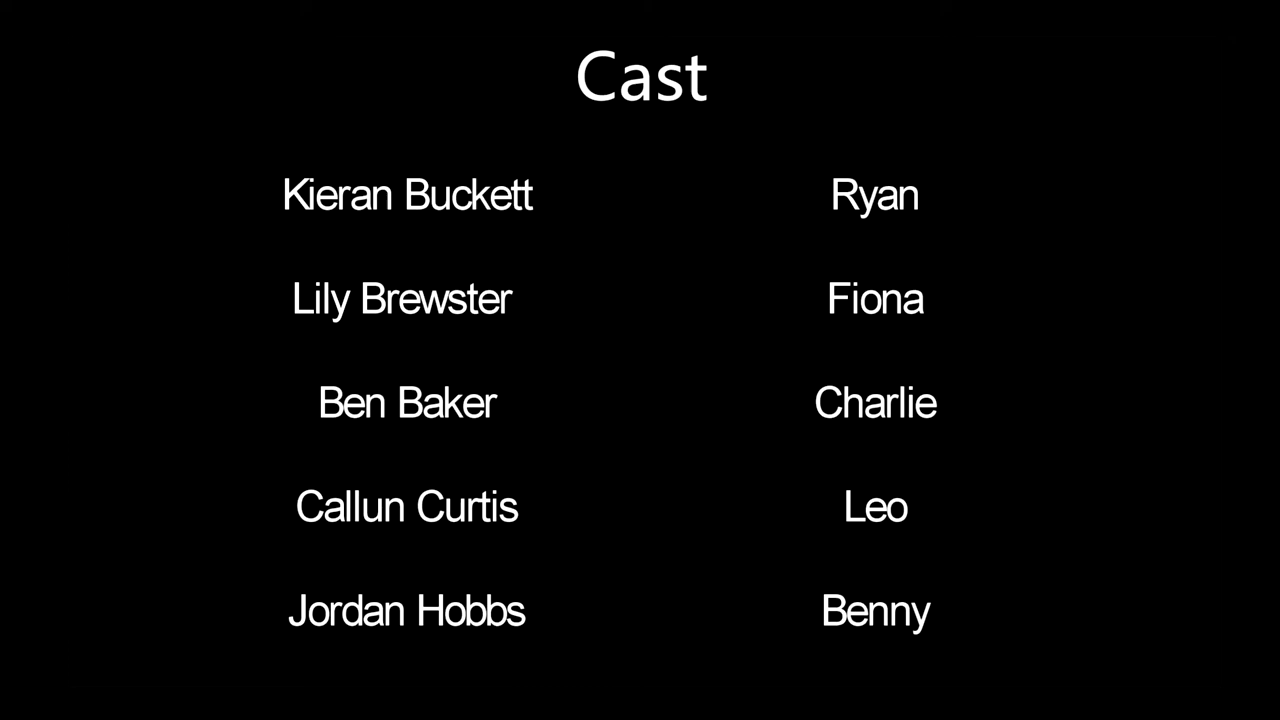 Cast
Kieran Buckett Ryan
Lily Brewster Fiona
Ben Baker Charlie
Callun Curtis Leo
Jordan Hobbs Benny